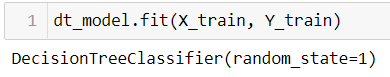 1 dt_model.fit(X_train, Y_train)
DecisionTreeClassifier(random_state=1)